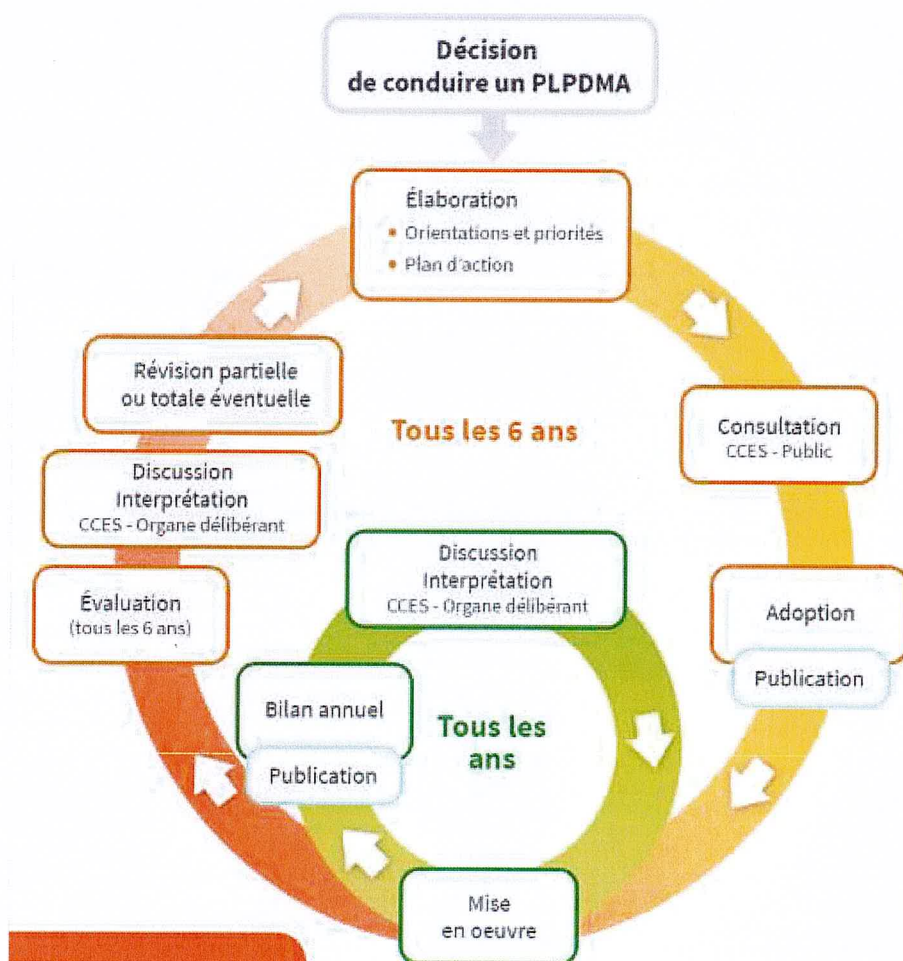 Décision
de conduire un PLPDMA
Élaboration
• Orientations et priorités
• Plan d'action
Révision partielle
ou totale éventuelle
Tous les 6 ans
Consultation
CCES - Public
Discussion
Interprétation
CCES - Organe délibérant
Discussion
Interprétation
CCES - Organe délibérant
Évaluation
(tous les 6 ans)
Adoption
Publication
Bilan annuel
Publication
Tous les
ans
Mise
en oeuvre